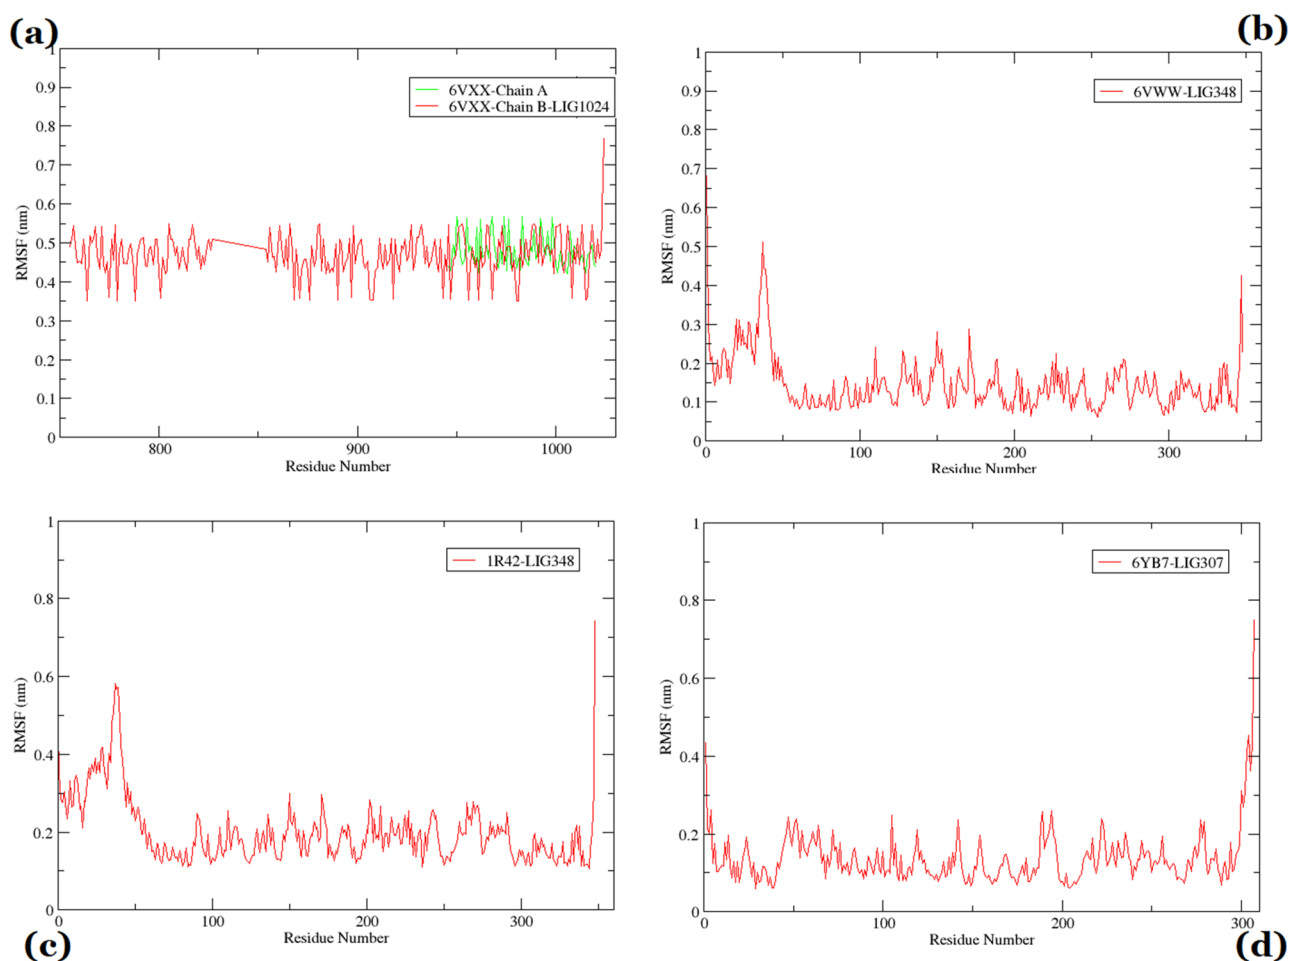 (a)
1
0.9
0.8
0.7
0.6
0.5
0.4
0.3
0.2
0.1
0
RMSF (nm)
6VXX-Chain A
6VXX-Chain B-LIG1024
800 900 1000
Residue Number
(b)
1
0.9
0.8
0.7
0.6
0.5
0.4
0.3
0.2
0.1
0
RMSF (nm)
6VWW-LIG348
0 100 200 300
Residue Number
(c)
1
0.8
0.6
0.4
0.2
0
RMSF (nm)
1R42-LIG348
0 100 200 300
Residue Number
(d)
1
0.8
0.6
0.4
0.2
0
RMSF (nm)
6YB7-LIG307
0 100 200 300
Residue Number